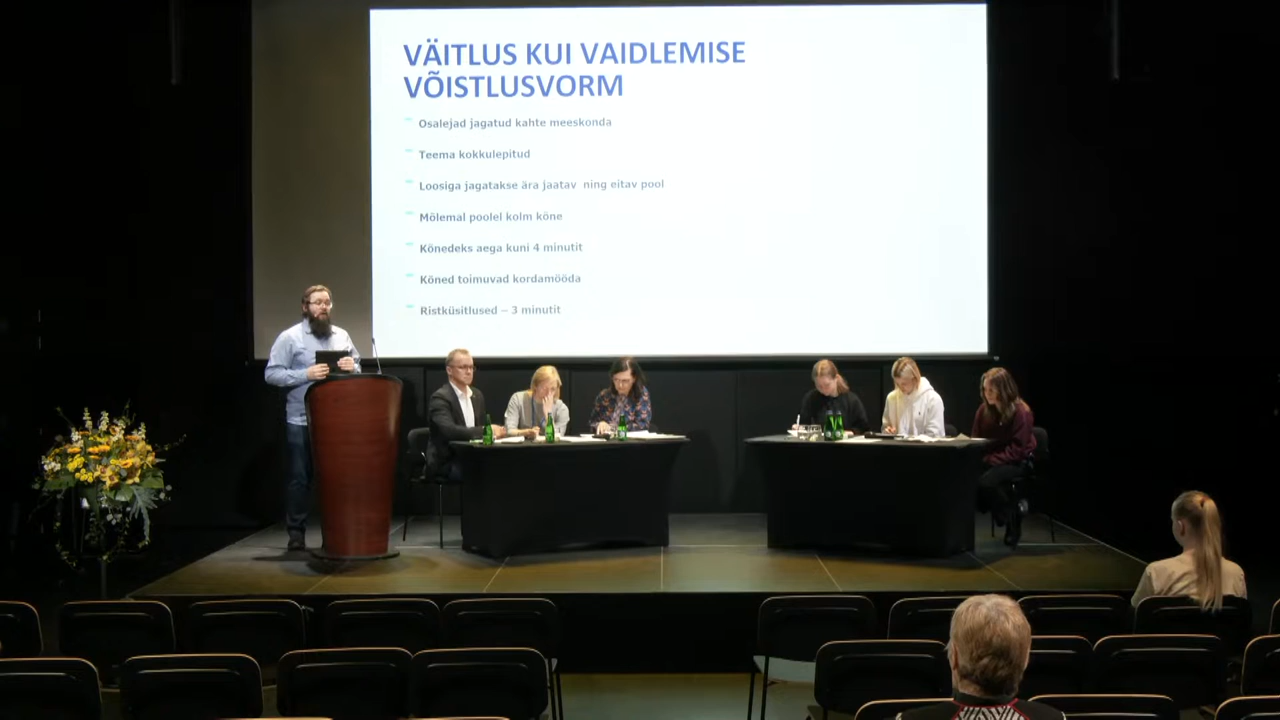 VÄITLUS KUI VAIDLEMISE
VÕISTLUSVORM
Osalejad jagatud kahte meeskonda
Teema kokkulepitud
Loosiga jagatakse ära jaatav ning eitav pool
Mõlemal poolel kolm kõne
Kõnedeks aega kuni 4 minutit
Kõned toimuvad kordamööda
Ristküsitlused – 3 minutit